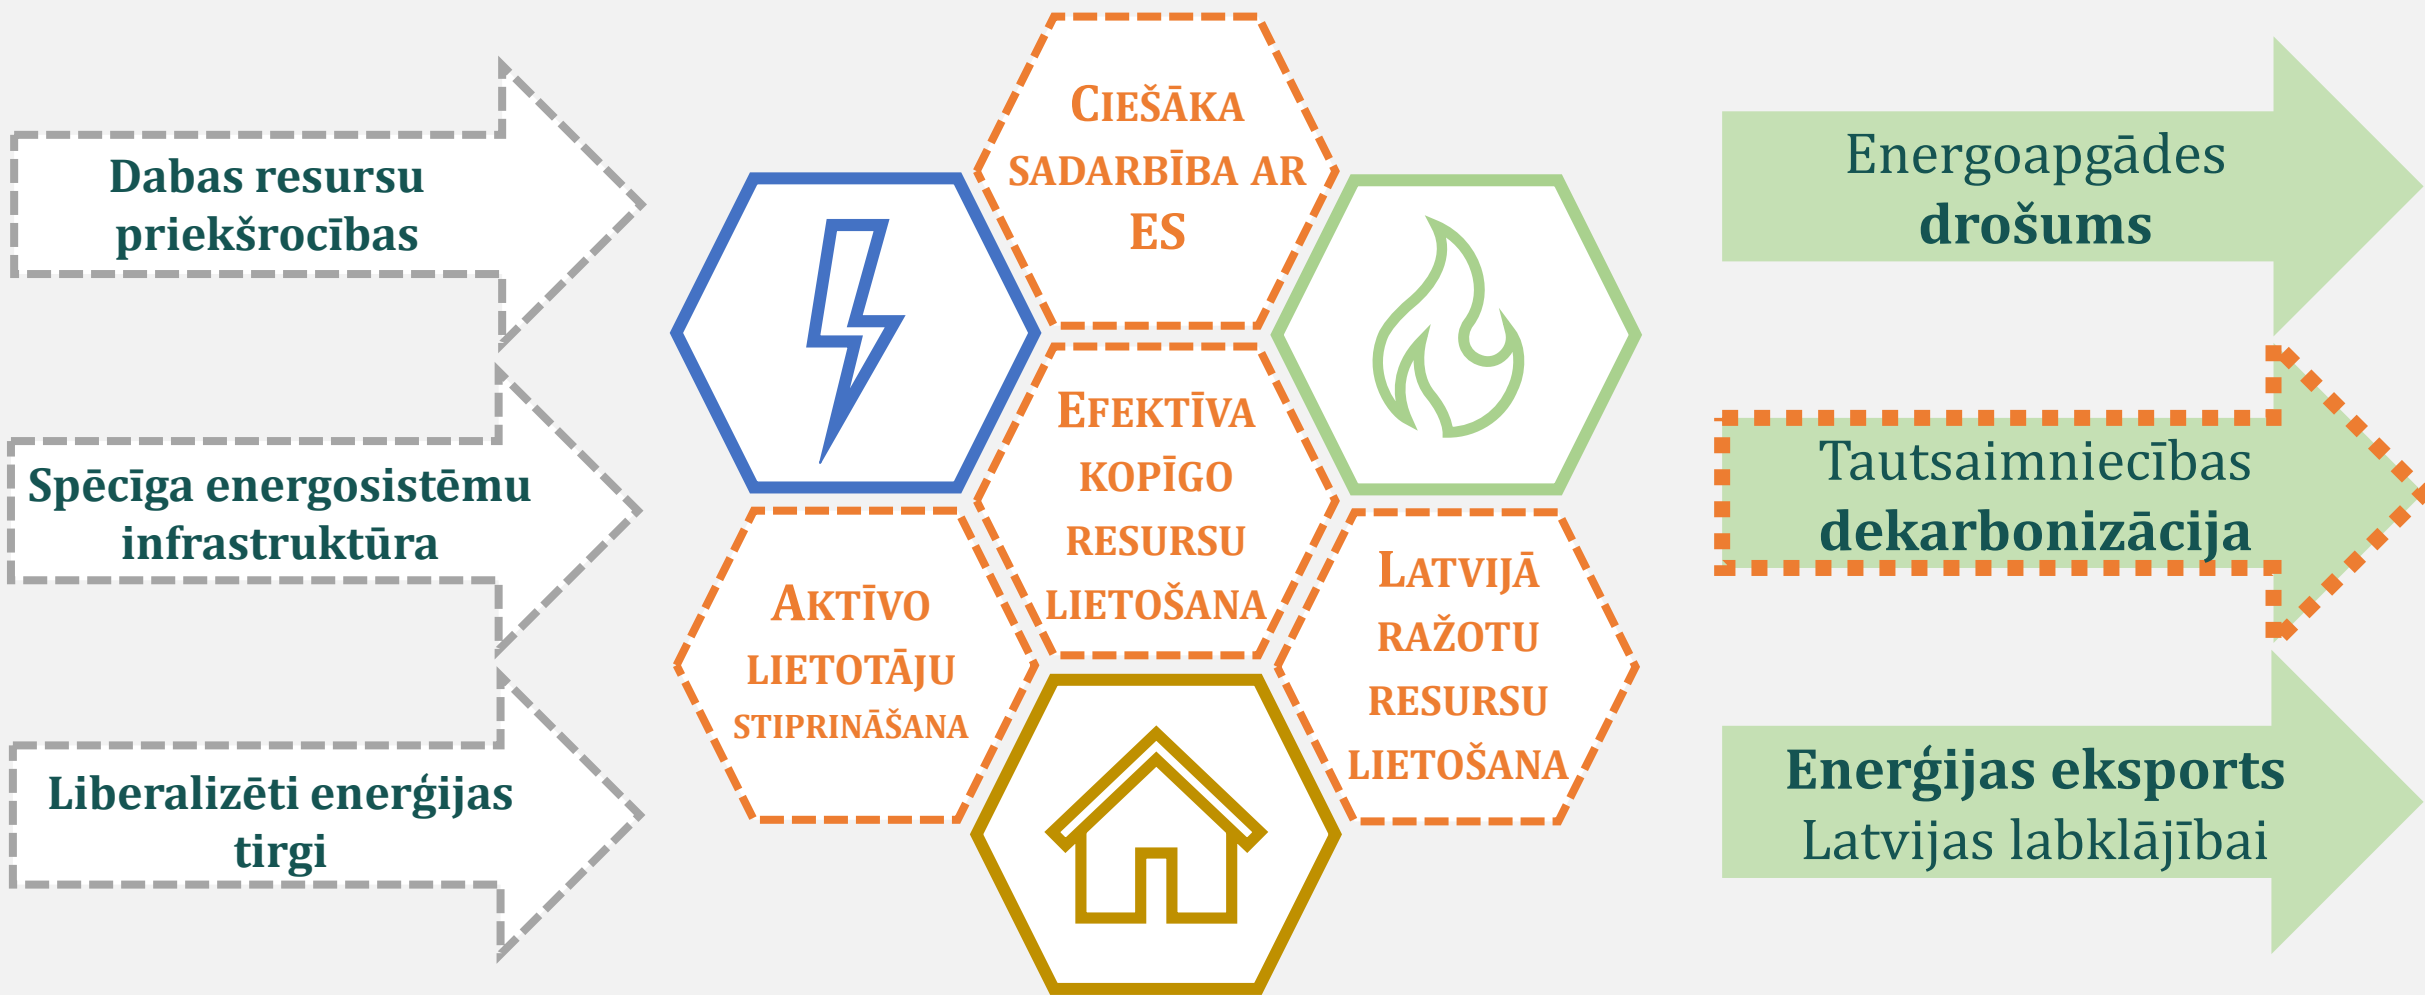 Dabas resursu
priekšrocības
Spēcīga energosistēmu
infrastruktūra
Liberalizēti enerģijas
tirgi
CIEŠĀKA
SADARBĪBA AR
ES
EFEKTĪVA
KOPĪGO
RESURSU
LIETOŠANA
AKTĪVO
LIETOTĀJU
STIPRINĀŠANA
LATVIJĀ
RAŽOTU
RESURSU
LIETOŠANA
Energoapgādes
drošums
Tautsaimniecības
dekarbonizācija
Enerģijas eksports
Latvijas labklājībai